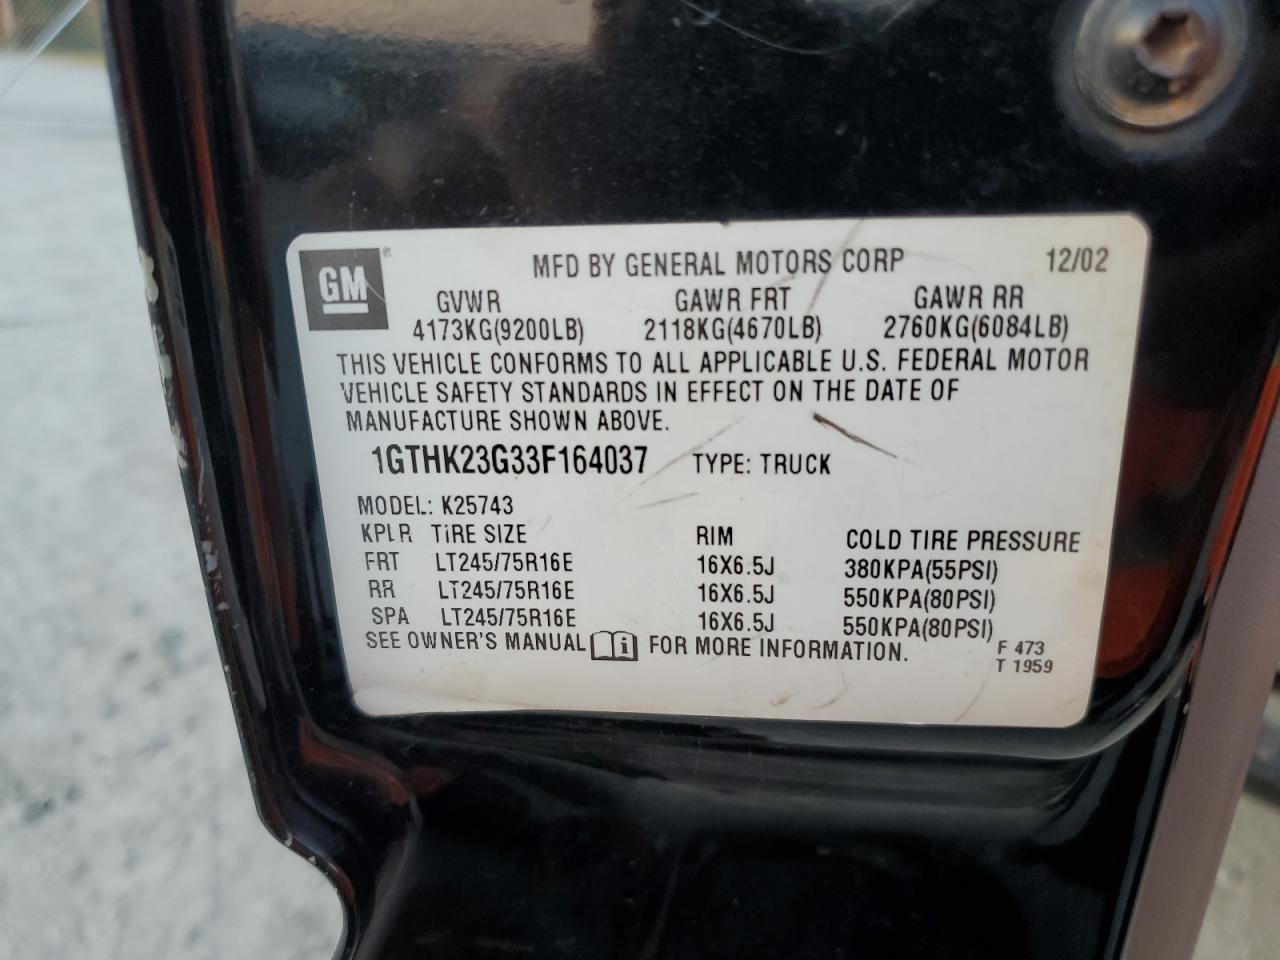 GM ®
MFD BY GENERAL MOTORS CORP 12/02
GVWR GAWR FRT GAWR RR
4173KG(9200LB) 2118KG(4670LB) 2760KG(6084LB)
THIS VEHICLE CONFORMS TO ALL APPLICABLE U.S. FEDERAL MOTOR
VEHICLE SAFETY STANDARDS IN EFFECT ON THE DATE OF
MANUFACTURE SHOWN ABOVE.
1GTHK23G33F164037 TYPE: TRUCK
MODEL: K25743
KPLR TIRE SIZE RIM COLD TIRE PRESSURE
FRT LT245/75R16E 16X6.5J 380KPA(55PSI)
RR LT245/75R16E 16X6.5J 550KPA(80PSI)
SPA LT245/75R16E 16X6.5J 550KPA(80PSI)
SEE OWNER'S MANUAL i FOR MORE INFORMATION.
F 473
T 1959